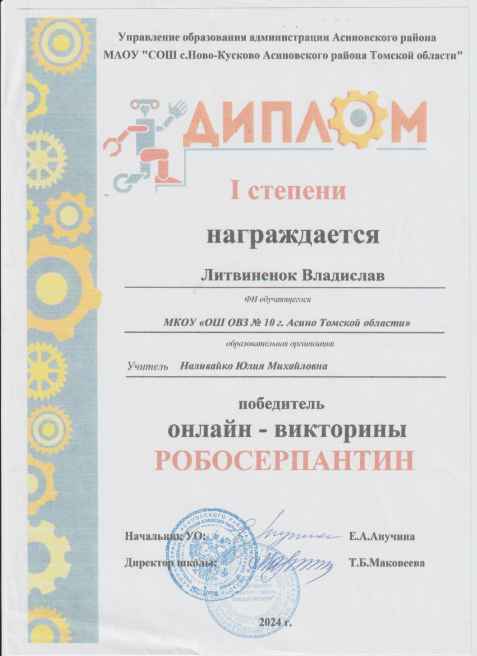 Управление образования администрации Асиновского района
МАОУ "СОШ с.Ново-Кусково Асиновского района Томской области"
ДИПЛОМ
I степени
награждается
Литвиненок Владислав
ФИ обучающегося
МКОУ «ОШ ОВЗ № 10 г. Асино Томской области»
образовательная организация
Учитель Наливайко Юлия Михайловна
победитель
онлайн - викторины
РОБОСЕРПАНТИН
Начальник УО: Е.А.Анучина
Директор школы: Т.Б.Маковеева
2024 г.